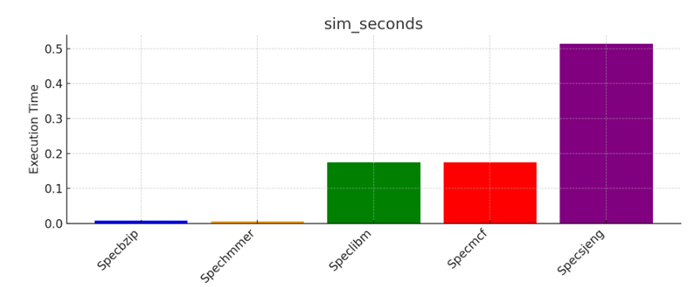 sim_seconds
Execution Time
0.5
0.4
0.3
0.2
0.1
0.0
Specbzip
Spechmmer
Speclibm
Specmcf
Specsjeng